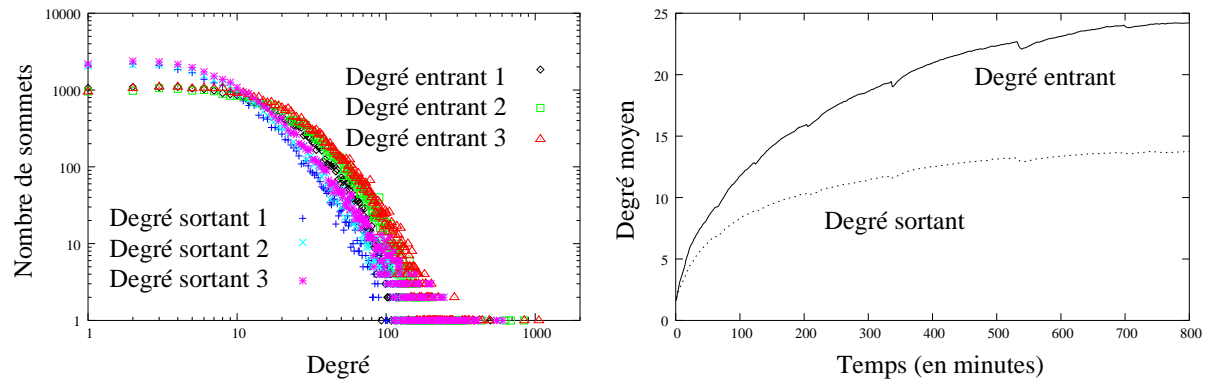 10000
1000
100
10
1
1
10
100
1000
Nombre de sommets
Degré
Degré entrant 1
Degré entrant 2
Degré entrant 3
Degré sortant 1
Degré sortant 2
Degré sortant 3
25
20
15
10
5
0
0
100
200
300
400
500
600
700
800
Degré moyen
Temps (en minutes)
Degré entrant
Degré sortant